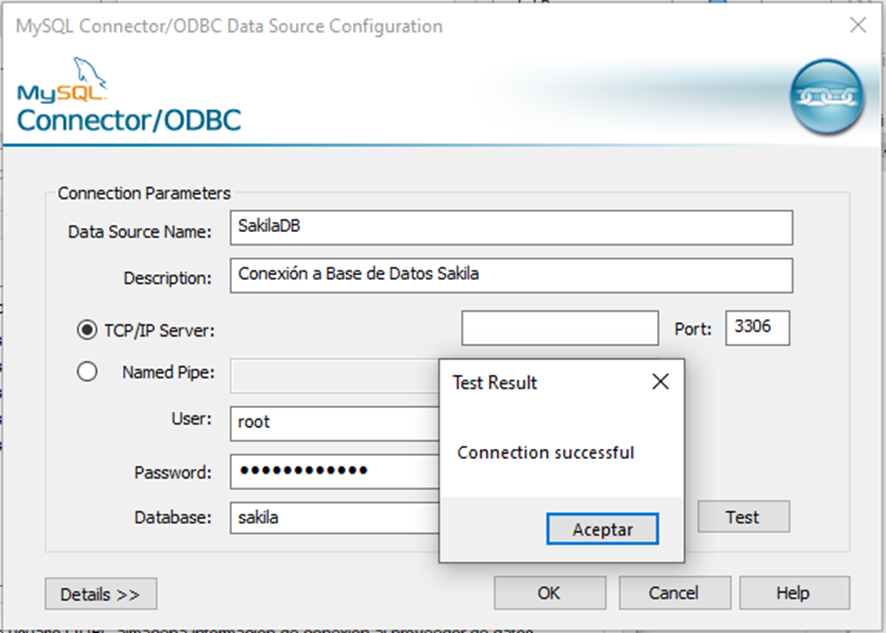 MySQL Connector/ODBC Data Source Configuration
MySQL
Connector/ODBC
Connection Parameters
Data Source Name: SakilaDB
Description: Conexión a Base de Datos Sakila
TCP/IP Server: Port: 3306
Named Pipe:
Test Result
User: root
Connection successful
Password: ••••••••••••
Database: sakila
Test
Aceptar
Details >> OK Cancel Help